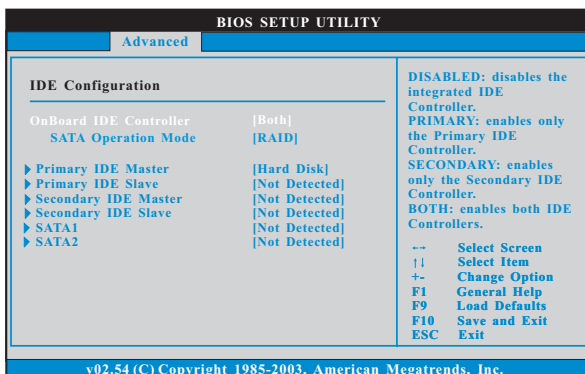 BIOS SETUP UTILITY
Advanced
IDE Configuration
OnBoard IDE Controller [Both]
SATA Operation Mode [RAID]
Primary IDE Master [Hard Disk]
Primary IDE Slave [Not Detected]
Secondary IDE Master [Not Detected]
Secondary IDE Slave [Not Detected]
SATA1 [Not Detected]
SATA2 [Not Detected]
DISABLED: disables the
integrated IDE
Controller.
PRIMARY: enables only
the Primary IDE
Controller.
SECONDARY: enables
only the Secondary IDE
Controller.
BOTH: enables both IDE
Controllers.
←→ Select Screen
↑↓ Select Item
+- Change Option
F1 General Help
F9 Load Defaults
F10 Save and Exit
ESC Exit
v02.54 (C) Copyright 1985-2003, American Megatrends, Inc.